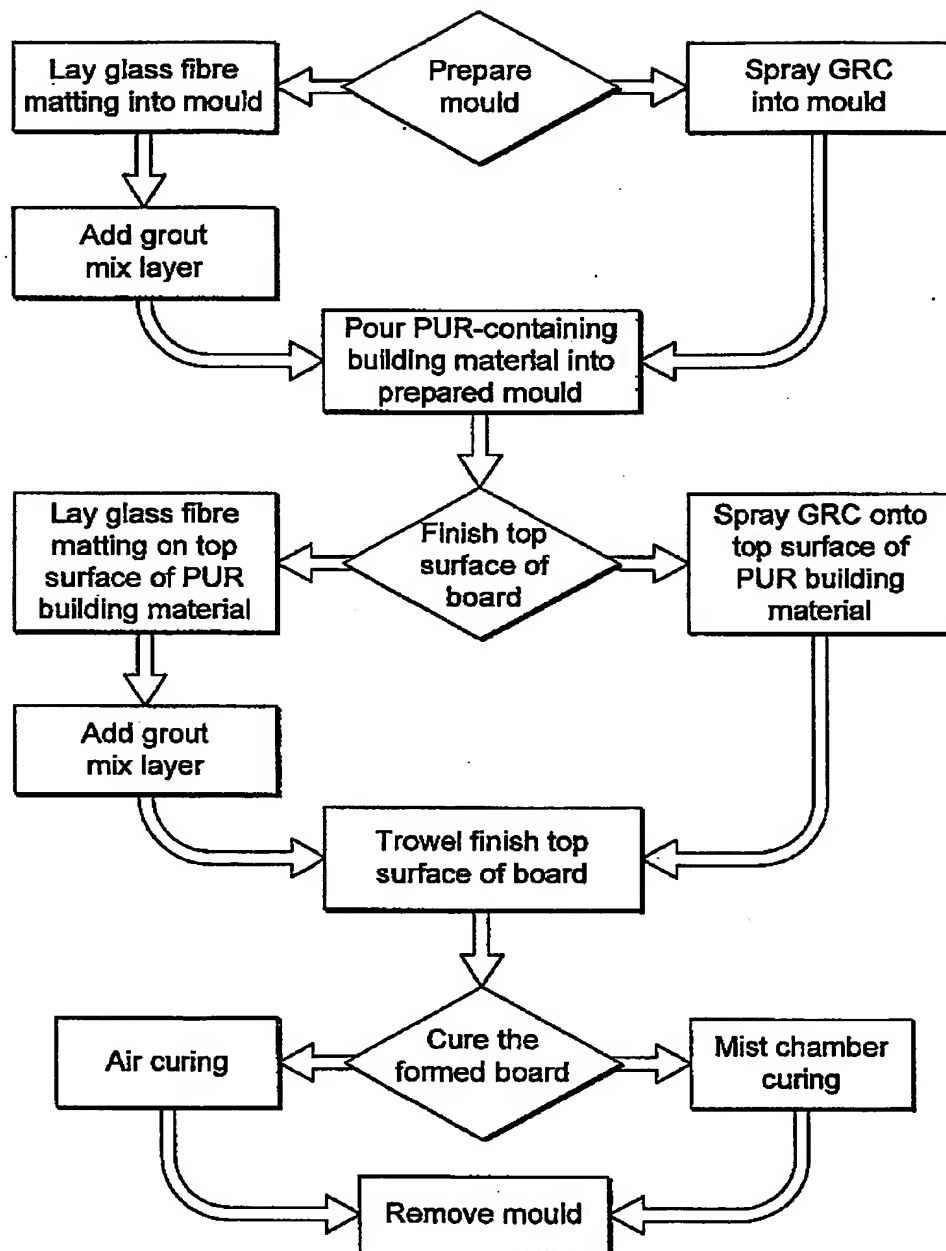 Lay glass fibre
matting into mould
Prepare
mould
Spray GRC
into mould
Add grout
mix layer
Pour PUR-containing
building material into
prepared mould
Lay glass fibre
matting on top
surface of PUR
building material
Finish top
surface of
board
Spray GRC onto
top surface of
PUR building
material
Add grout
mix layer
Trowel finish top
surface of board
Air curing
Cure the
formed board
Mist chamber
curing
Remove mould